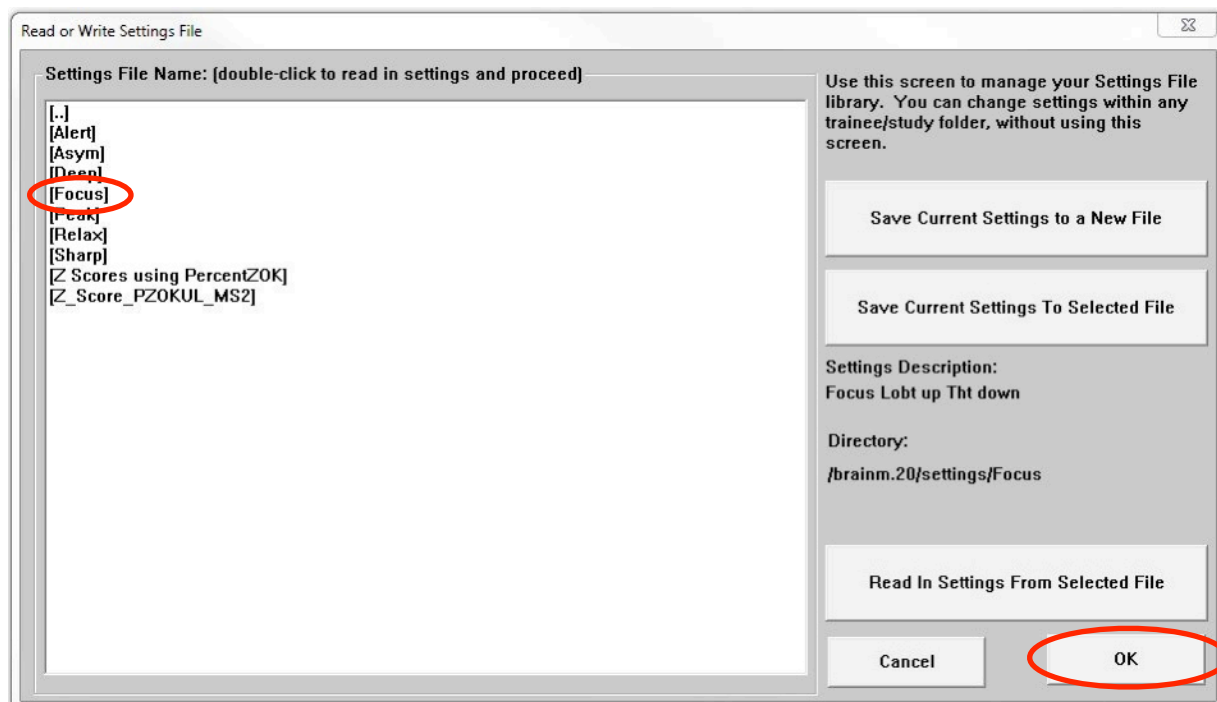 Read or Write Settings File
Settings File Name: (double-click to read in settings and proceed)
[..]
[Alert]
[Asym]
[Deep]
[Focus]
[Peak]
[Relax]
[Sharp]
[Z Scores using PercentZOK]
[Z_Score_PZOKUL_MS2]
Use this screen to manage your Settings File
library. You can change settings within any
trainee/study folder, without using this
screen.
Save Current Settings to a New File
Save Current Settings To Selected File
Settings Description:
Focus Lobt up Tht down
Directory:
/brainm.20/settings/Focus
Read In Settings From Selected File
Cancel
OK